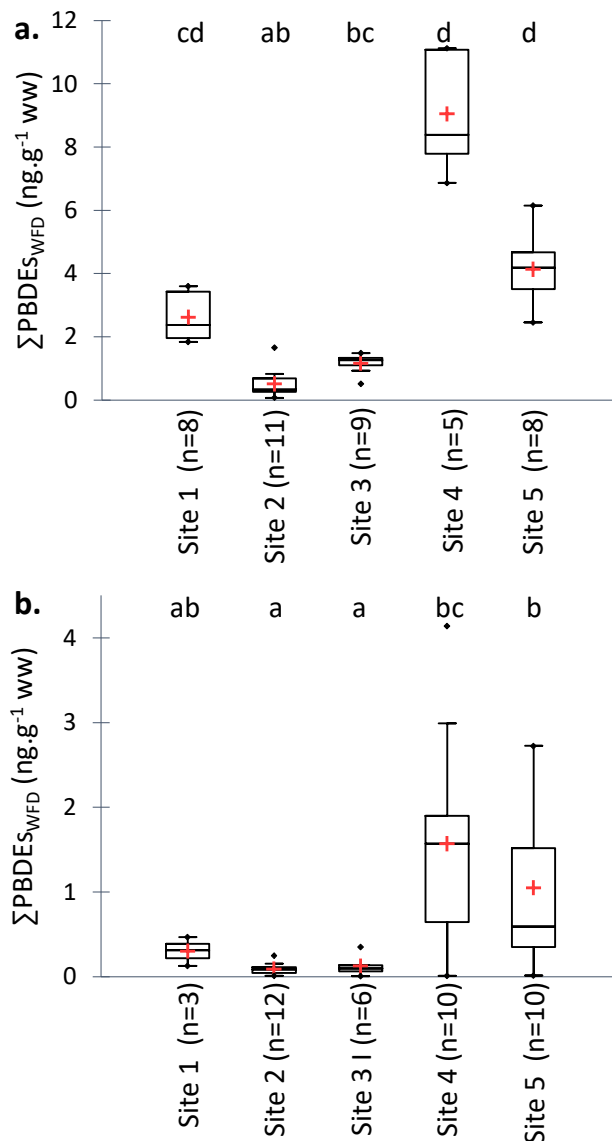 a.
cd ab bc d d
12
10
8
6
4
2
0
∑PBDEs_WFD (ng.g⁻¹ ww)
Site 1 (n=8)
Site 2 (n=11)
Site 3 (n=9)
Site 4 (n=5)
Site 5 (n=8)
b.
ab a a bc b
4
3
2
1
0
∑PBDEs_WFD (ng.g⁻¹ ww)
Site 1 (n=3)
Site 2 (n=12)
Site 3 I (n=6)
Site 4 (n=10)
Site 5 (n=10)